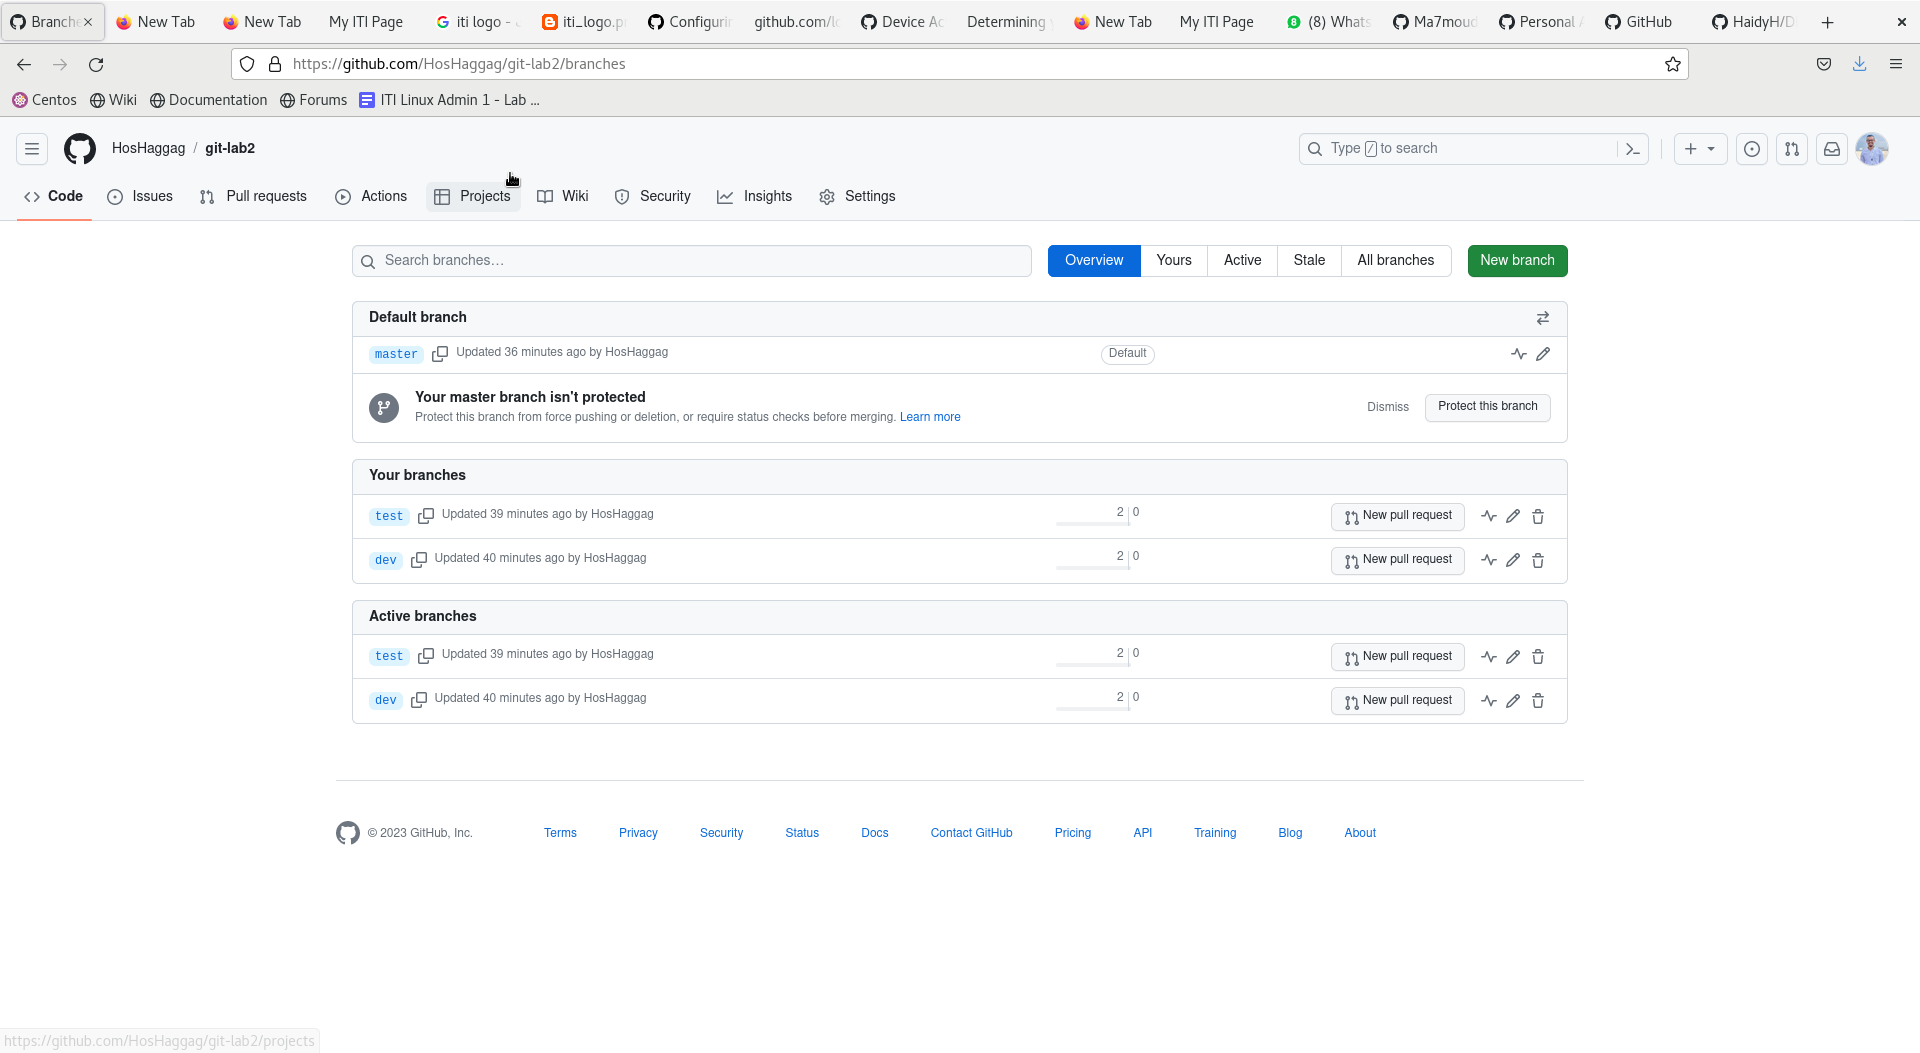 Branche New Tab New Tab My ITI Page iti logo - iti_logo.p Configurin github.com/lo Device Ac Determining New Tab My ITI Page (8) Whats Ma7moud Personal A GitHub HaidyH/D
https://github.com/HosHaggag/git-lab2/branches
Centos Wiki Documentation Forums ITI Linux Admin 1 - Lab ...
HosHaggag / git-lab2 Type / to search
Code Issues Pull requests Actions Projects Wiki Security Insights Settings
Search branches... Overview Yours Active Stale All branches New branch
Default branch
master Updated 36 minutes ago by HosHaggag Default
Your master branch isn't protected
Protect this branch from force pushing or deletion, or require status checks before merging. Learn more Dismiss Protect this branch
Your branches
test Updated 39 minutes ago by HosHaggag 2 0 New pull request
dev Updated 40 minutes ago by HosHaggag 2 0 New pull request
Active branches
test Updated 39 minutes ago by HosHaggag 2 0 New pull request
dev Updated 40 minutes ago by HosHaggag 2 0 New pull request
© 2023 GitHub, Inc. Terms Privacy Security Status Docs Contact GitHub Pricing API Training Blog About
https://github.com/HosHaggag/git-lab2/projects